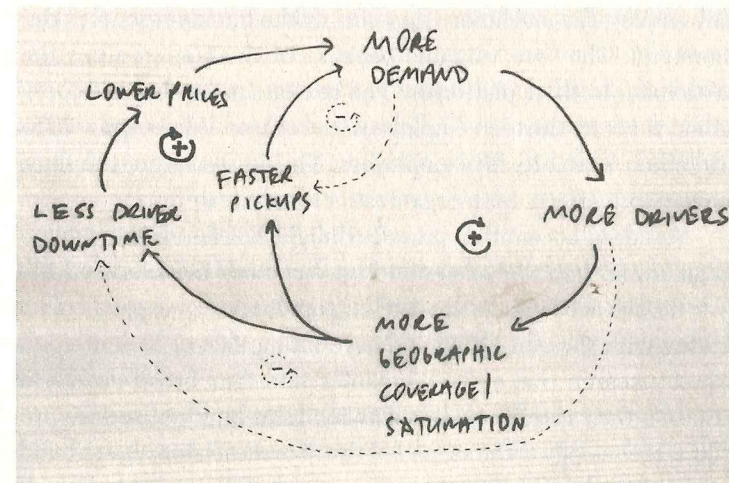 MORE
DEMAND
LOWER PRICES
-
+
FASTER
PICKUPS
LESS DRIVER
DOWNTIME
MORE DRIVERS
+
MORE
GEOGRAPHIC
COVERAGE/
SATURATION
-